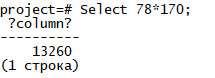 project=# Select 78*170;
?column?
----------
13260
(1 строка)